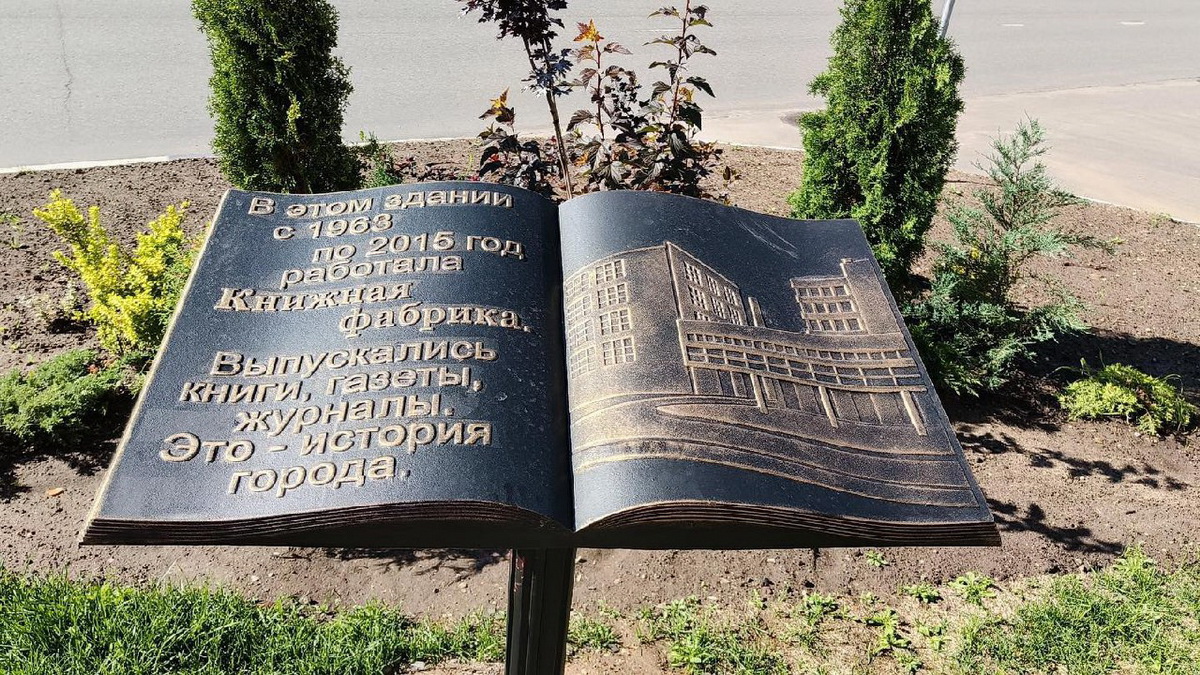 В этом здании
с 1963
по 2015 год
работала
Книжная
фабрика.
Выпускались
книги, газеты,
журналы.
Это - история
города.